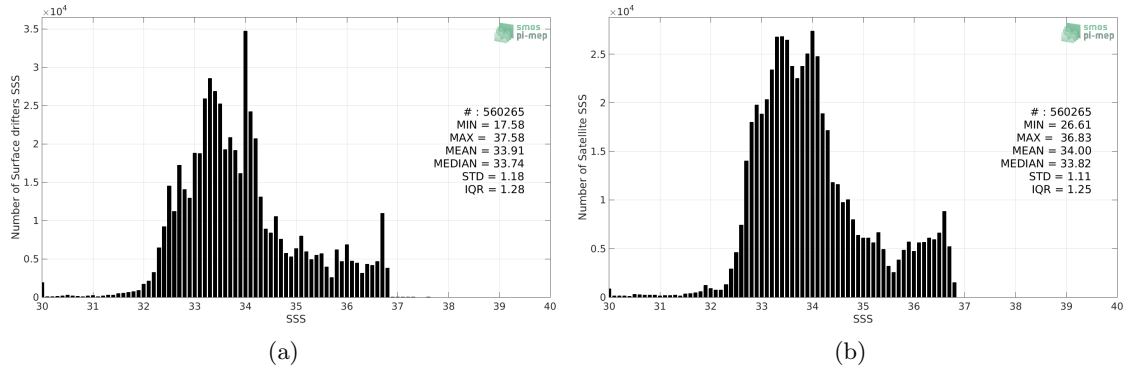 ×10⁴
3.5
3
2.5
2
1.5
1
0.5
0
30
31
32
33
34
35
36
37
38
39
40
SSS
Number of Surface drifters SSS
smos
pi-mep
# : 560265
MIN = 17.58
MAX = 37.58
MEAN = 33.91
MEDIAN = 33.74
STD = 1.18
IQR = 1.28
(a)
×10⁴
2.5
2
1.5
1
0.5
0
30
31
32
33
34
35
36
37
38
39
40
SSS
Number of Satellite SSS
smos
pi-mep
# : 560265
MIN = 26.61
MAX = 36.83
MEAN = 34.00
MEDIAN = 33.82
STD = 1.11
IQR = 1.25
(b)